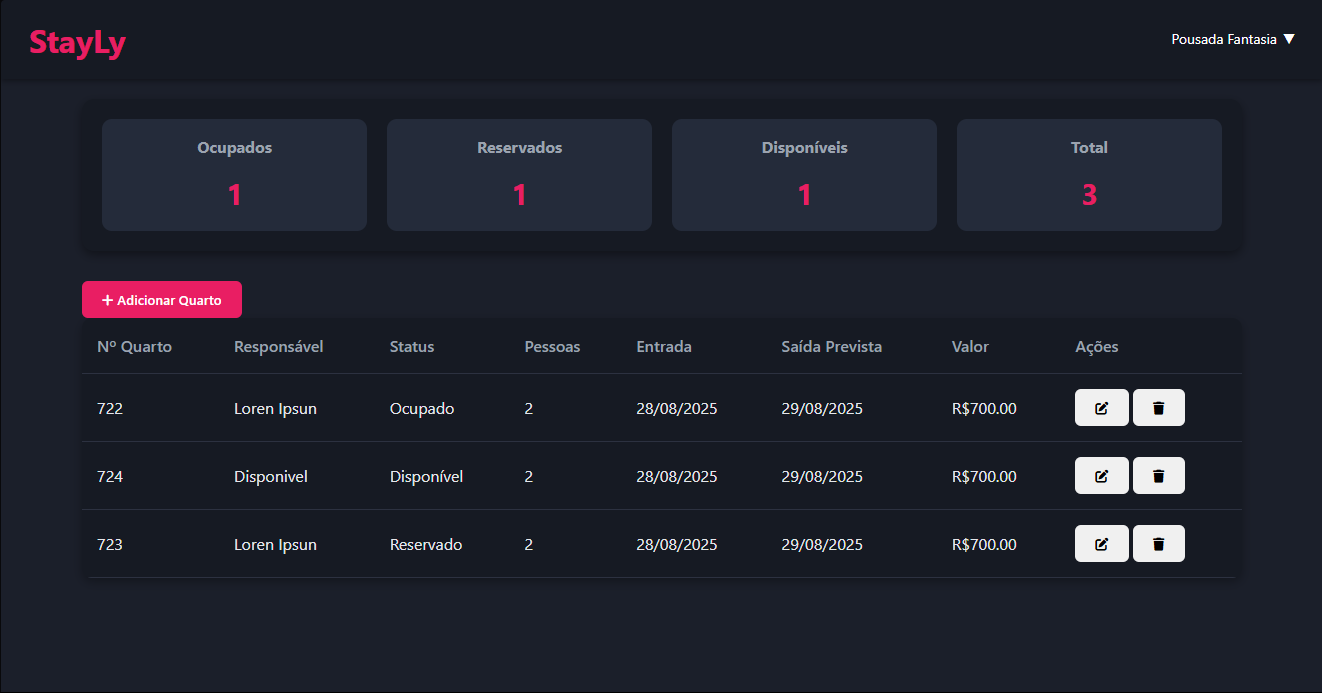 StayLy
Pousada Fantasia ▼
Ocupados Reservados Disponíveis Total
1 1 1 3
+ Adicionar Quarto
Nº Quarto Responsável Status Pessoas Entrada Saída Prevista Valor Ações
722 Loren Ipsun Ocupado 2 28/08/2025 29/08/2025 R$700.00
724 Disponivel Disponível 2 28/08/2025 29/08/2025 R$700.00
723 Loren Ipsun Reservado 2 28/08/2025 29/08/2025 R$700.00